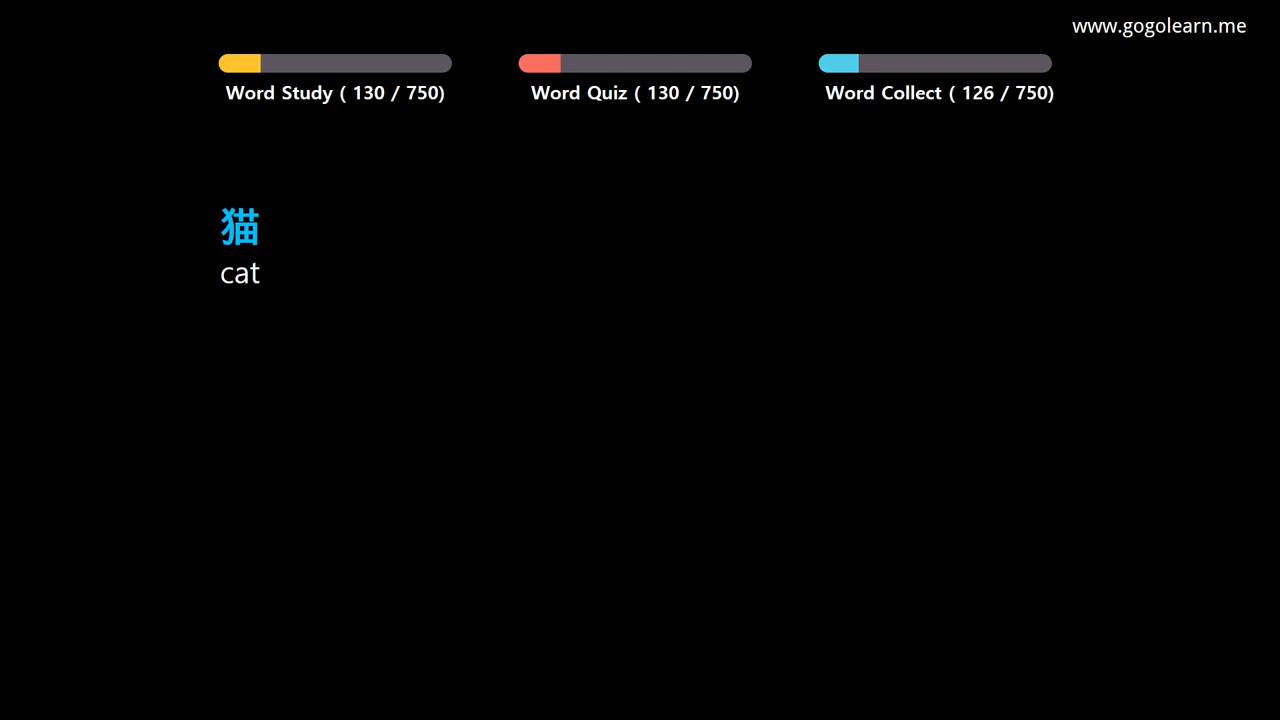 www.gogolearn.me
Word Study ( 130 / 750)
Word Quiz ( 130 / 750)
Word Collect ( 126 / 750)
猫
cat